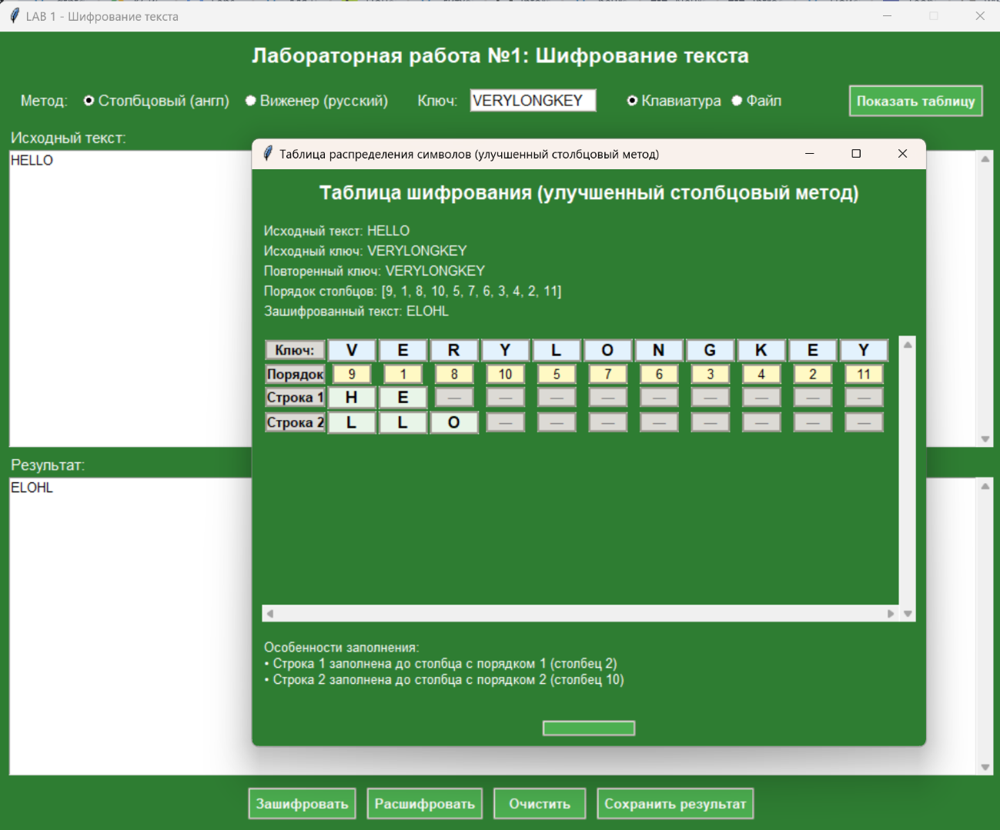 LAB 1 - Шифрование текста
Лабораторная работа №1: Шифрование текста
Метод: Столбцовый (англ) Виженер (русский) Ключ: VERYLONGKEY Клавиатура Файл Показать таблицу
Исходный текст:
HELLO
Таблица распределения символов (улучшенный столбцовый метод)
Таблица шифрования (улучшенный столбцовый метод)
Исходный текст: HELLO
Исходный ключ: VERYLONGKEY
Повторенный ключ: VERYLONGKEY
Порядок столбцов: [9, 1, 8, 10, 5, 7, 6, 3, 4, 2, 11]
Зашифрованный текст: ELOHL
Ключ: V E R Y L O N G K E Y
Порядок 9 1 8 10 5 7 6 3 4 2 11
Строка 1 H E — — — — — — — — —
Строка 2 L L O — — — — — — — —
Особенности заполнения:
• Строка 1 заполнена до столбца с порядком 1 (столбец 2)
• Строка 2 заполнена до столбца с порядком 2 (столбец 10)
Результат:
ELOHL
Зашифровать Расшифровать Очистить Сохранить результат